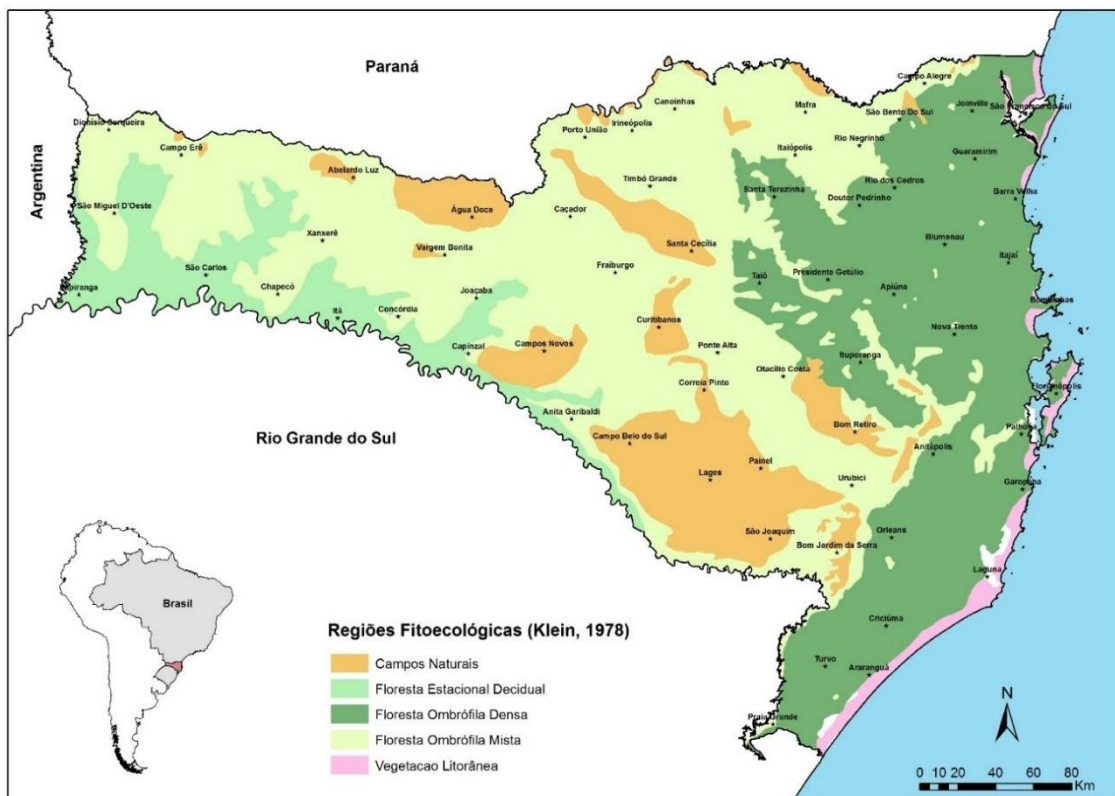 Paraná
Argentina
Rio Grande do Sul
Dionísio Cerqueira
Campo Erê
São Miguel D'Oeste
Abelardo Luz
Água Doce
Xanxerê
Vargem Bonita
São Carlos
Chapecó
Itá
Concórdia
Joaçaba
Capinzal
Campos Novos
Anita Garibaldi
Porto União
Irineópolis
Canoinhas
Mafra
Campo Alegre
São Bento Do Sul
Joinville
São Francisco do Sul
Rio Negrinho
Itaiópolis
Guaramirim
Timbó Grande
Santa Terezinha
Rio dos Cedros
Doutor Pedrinho
Barra Velha
Caçador
Santa Cecília
Blumenau
Itajaí
Fraiburgo
Taió
Presidente Getúlio
Apiúna
Curitibanos
Nova Trento
Ponte Alta
Ituporanga
Otacílio Costa
Correia Pinto
Florianópolis
Campo Belo do Sul
Bom Retiro
Palhoça
Anitápolis
Painel
Lages
Urubici
Garopaba
São Joaquim
Orleans
Bom Jardim da Serra
Laguna
Criciúma
Turvo
Araranguá
Praia Grande
Brasil
Regiões Fitoecológicas (Klein, 1978)
Campos Naturais
Floresta Estacional Decidual
Floresta Ombrófila Densa
Floresta Ombrófila Mista
Vegetacao Litorânea
N
0 10 20 40 60 80
Km